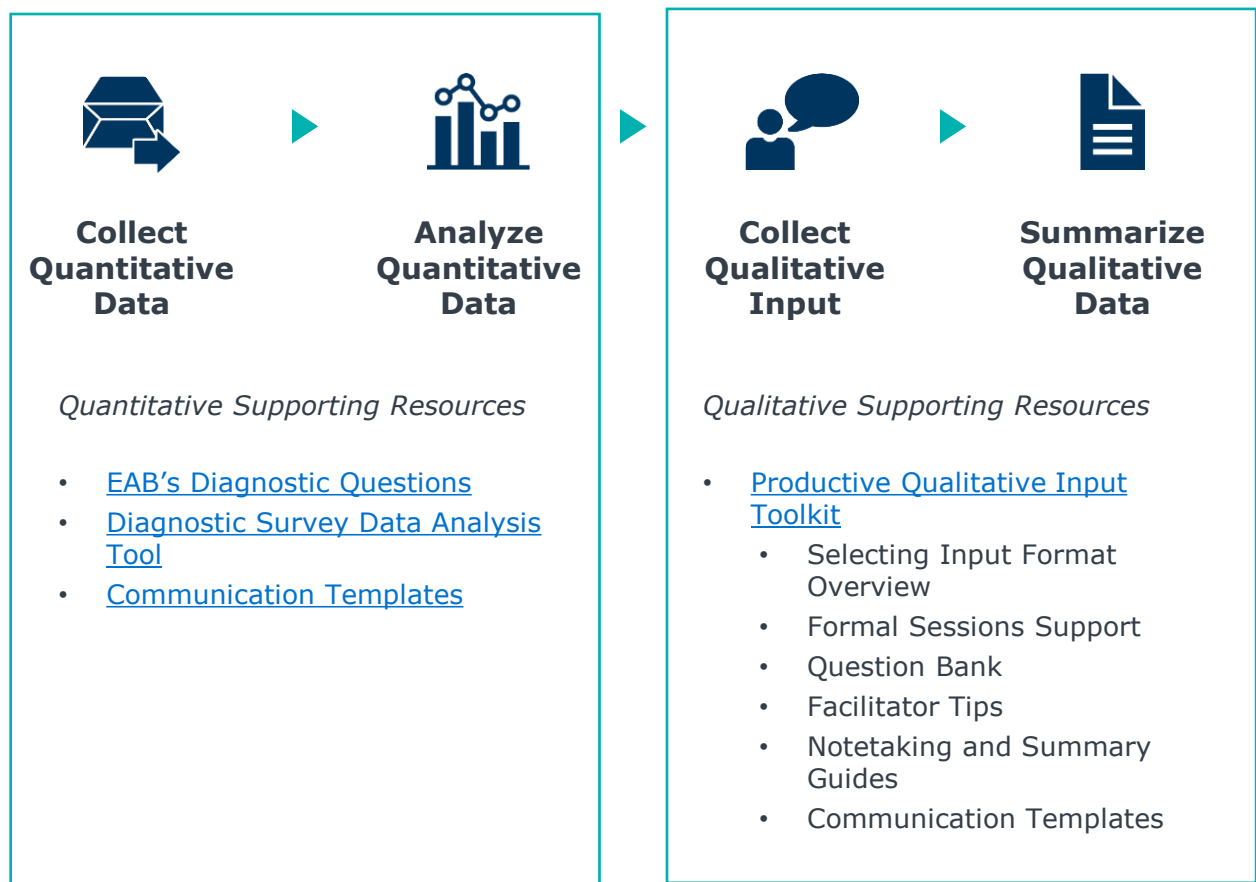 Collect
Quantitative
Data
Analyze
Quantitative
Data
Quantitative Supporting Resources
• EAB’s Diagnostic Questions
• Diagnostic Survey Data Analysis
Tool
• Communication Templates
Collect
Qualitative
Input
Summarize
Qualitative
Data
Qualitative Supporting Resources
• Productive Qualitative Input
Toolkit
• Selecting Input Format
Overview
• Formal Sessions Support
• Question Bank
• Facilitator Tips
• Notetaking and Summary
Guides
• Communication Templates